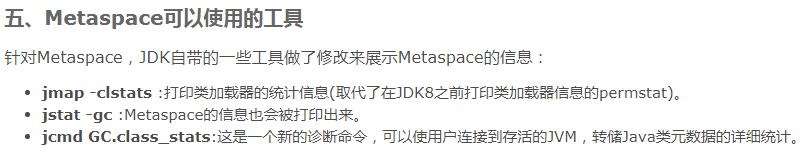 五、Metaspace可以使用的工具
针对Metaspace，JDK自带的一些工具做了修改来展示Metaspace的信息：
jmap -clstats :打印类加载器的统计信息(取代了在JDK8之前打印类加载器信息的permstat)。
jstat -gc :Metaspace的信息也会被打印出来。
jcmd GC.class_stats:这是一个新的诊断命令，可以使用户连接到存活的JVM，转储Java类元数据的详细统计。